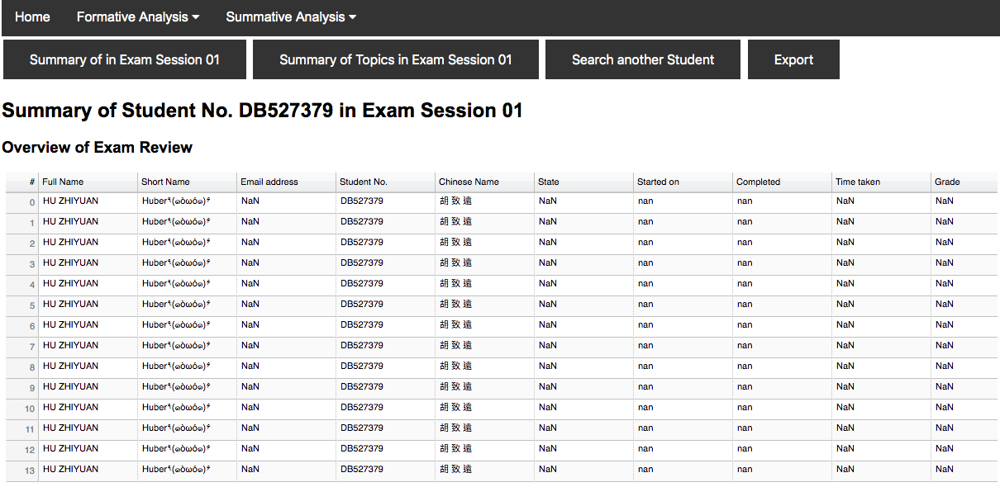 Home Formative Analysis Summative Analysis
Summary of in Exam Session 01 Summary of Topics in Exam Session 01 Search another Student Export
Summary of Student No. DB527379 in Exam Session 01
Overview of Exam Review
# Full Name Short Name Email address Student No. Chinese Name State Started on Completed Time taken Grade
0 HU ZHIYUAN Huber٩(๑òωó๑)۶ NaN DB527379 胡 致 遠 NaN nan nan NaN NaN
1 HU ZHIYUAN Huber٩(๑òωó๑)۶ NaN DB527379 胡 致 遠 NaN nan nan NaN NaN
2 HU ZHIYUAN Huber٩(๑òωó๑)۶ NaN DB527379 胡 致 遠 NaN nan nan NaN NaN
3 HU ZHIYUAN Huber٩(๑òωó๑)۶ NaN DB527379 胡 致 遠 NaN nan nan NaN NaN
4 HU ZHIYUAN Huber٩(๑òωó๑)۶ NaN DB527379 胡 致 遠 NaN nan nan NaN NaN
5 HU ZHIYUAN Huber٩(๑òωó๑)۶ NaN DB527379 胡 致 遠 NaN nan nan NaN NaN
6 HU ZHIYUAN Huber٩(๑òωó๑)۶ NaN DB527379 胡 致 遠 NaN nan nan NaN NaN
7 HU ZHIYUAN Huber٩(๑òωó๑)۶ NaN DB527379 胡 致 遠 NaN nan nan NaN NaN
8 HU ZHIYUAN Huber٩(๑òωó๑)۶ NaN DB527379 胡 致 遠 NaN nan nan NaN NaN
9 HU ZHIYUAN Huber٩(๑òωó๑)۶ NaN DB527379 胡 致 遠 NaN nan nan NaN NaN
10 HU ZHIYUAN Huber٩(๑òωó๑)۶ NaN DB527379 胡 致 遠 NaN nan nan NaN NaN
11 HU ZHIYUAN Huber٩(๑òωó๑)۶ NaN DB527379 胡 致 遠 NaN nan nan NaN NaN
12 HU ZHIYUAN Huber٩(๑òωó๑)۶ NaN DB527379 胡 致 遠 NaN nan nan NaN NaN
13 HU ZHIYUAN Huber٩(๑òωó๑)۶ NaN DB527379 胡 致 遠 NaN nan nan NaN NaN